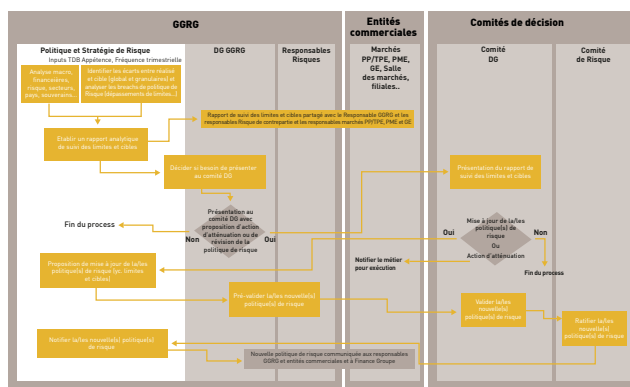 GGRG
Entités
commerciales
Comités de décision
Politique et Stratégie de Risque
Inputs TDB Appétence, Fréquence trimestrielle
DG GGRG
Responsables
Risques
Marchés
PP/TPE, PME,
GE, Salle
des marchés,
filiales..
Comité
DG
Comité
de Risque
Analyse macro,
financières,
risque, secteurs,
pays, souverains...
Identifier les écarts entre réalisé
et cible (global et granulaires) et
analyser les breachs de politique de
Risque (dépassements de limites...)
Rapport de suivi des limites et cibles partagé avec le Responsable GGRG et les
responsables Risque de contrepartie et les responsables marchés PP/TPE, PME et GE
Etablir un rapport analytique
de suivi des limites et cibles
Décider si besoin de présenter
au comité DG
Présentation du rapport de
suivi des limites et cibles
Présentation au
comité DG avec
proposition d'action
d'atténuation ou de
révision de la
politique de risque
Fin du process
Non
Oui
Mise à jour de la/les
politique(s) de
risque
Ou
Action d'atténuation
Oui
Non
Notifier le métier
pour exécution
Fin du process
Proposition de mise à jour de la/les
politique(s) de risque (yc. limites
et cibles)
Pré-valider la/les nouvelle(s)
politique(s) de risque
Valider la/les
nouvelle(s)
politique(s) de risque
Ratifier la/les
nouvelle(s)
politique(s) de
risque
Notifier la/les nouvelle(s) politique(s)
de risque
Nouvelle politique de risque communiquée aux responsables
GGRG et entités commerciales et à Finance Groupe